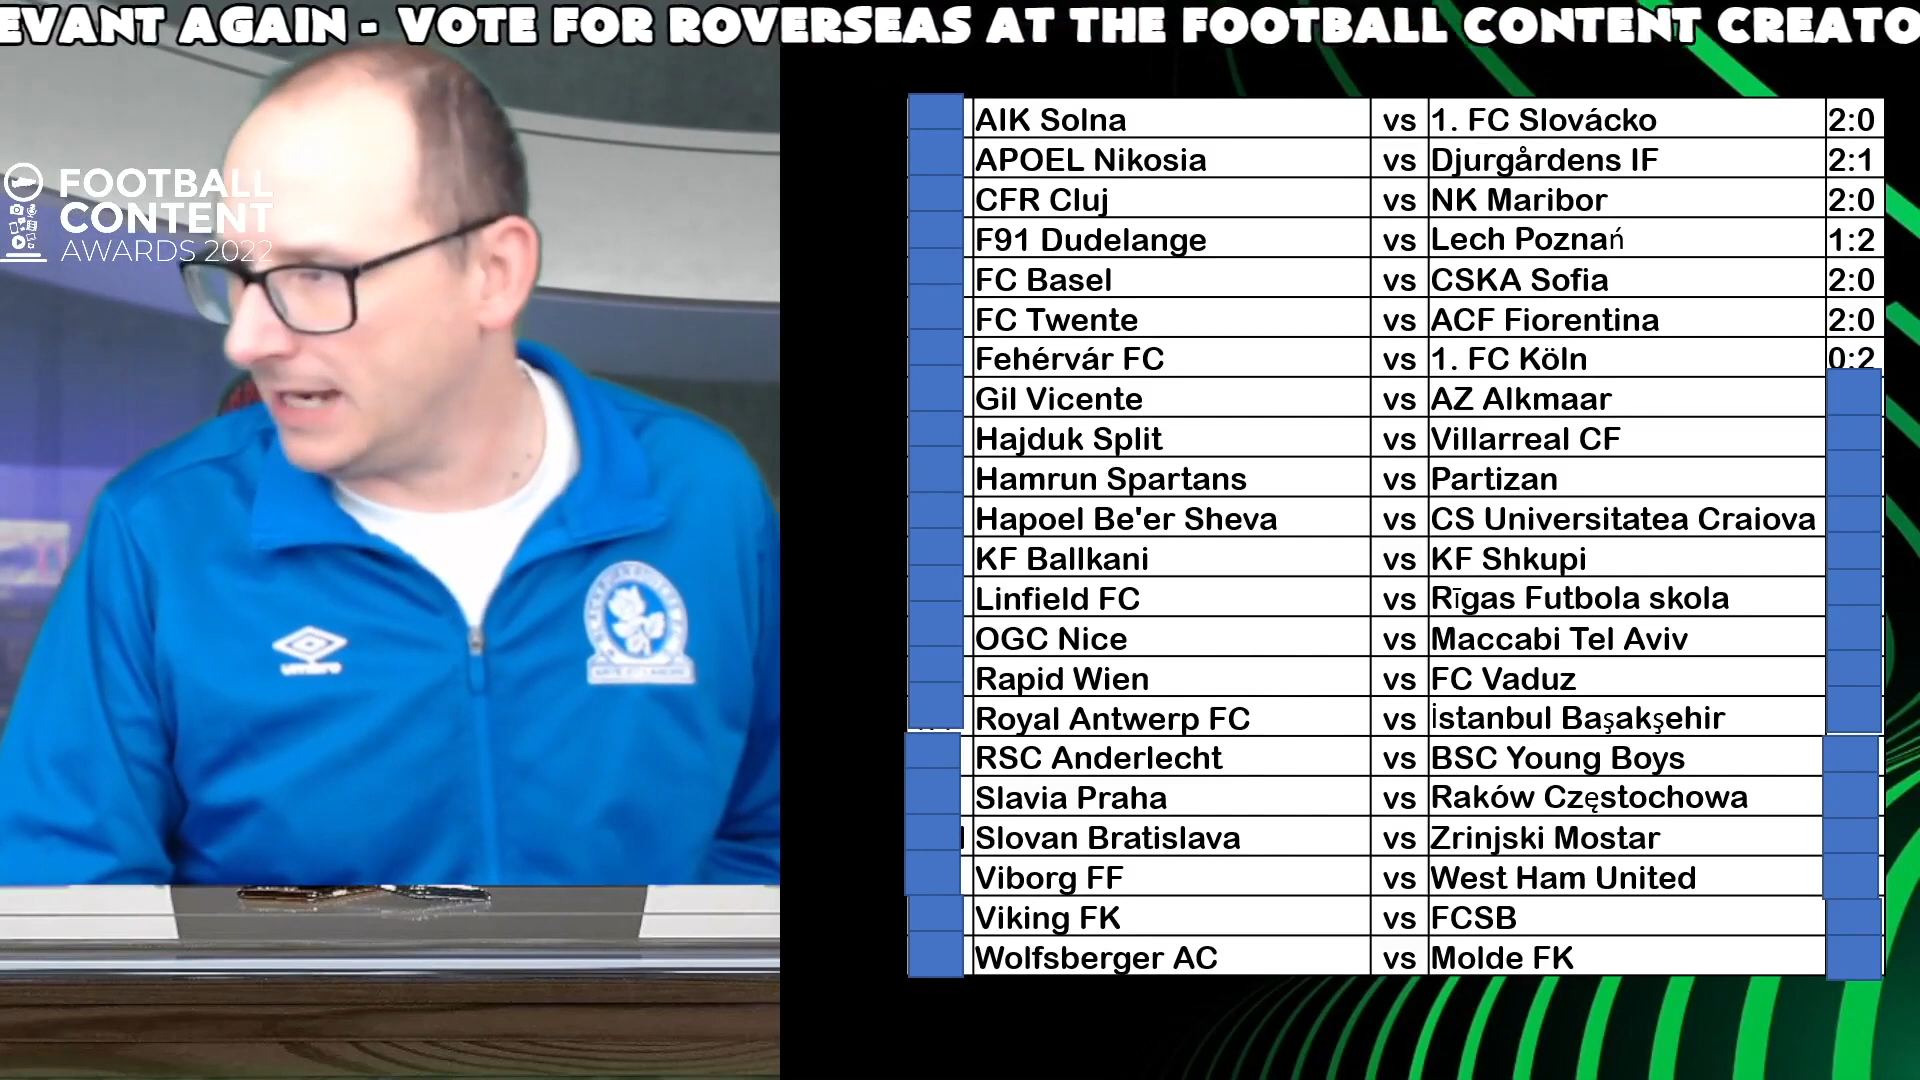 EVANT AGAIN - VOTE FOR ROVERSEAS AT THE FOOTBALL CONTENT CREATO
FOOTBALL
CONTENT
AWARDS 2022
umbro
AIK Solna vs 1. FC Slovácko 2:0
APOEL Nikosia vs Djurgårdens IF 2:1
CFR Cluj vs NK Maribor 2:0
F91 Dudelange vs Lech Poznań 1:2
FC Basel vs CSKA Sofia 2:0
FC Twente vs ACF Fiorentina 2:0
Fehérvár FC vs 1. FC Köln 0:2
Gil Vicente vs AZ Alkmaar
Hajduk Split vs Villarreal CF
Hamrun Spartans vs Partizan
Hapoel Be'er Sheva vs CS Universitatea Craiova
KF Ballkani vs KF Shkupi
Linfield FC vs Rīgas Futbola skola
OGC Nice vs Maccabi Tel Aviv
Rapid Wien vs FC Vaduz
Royal Antwerp FC vs İstanbul Başakşehir
RSC Anderlecht vs BSC Young Boys
Slavia Praha vs Raków Częstochowa
Slovan Bratislava vs Zrinjski Mostar
Viborg FF vs West Ham United
Viking FK vs FCSB
Wolfsberger AC vs Molde FK